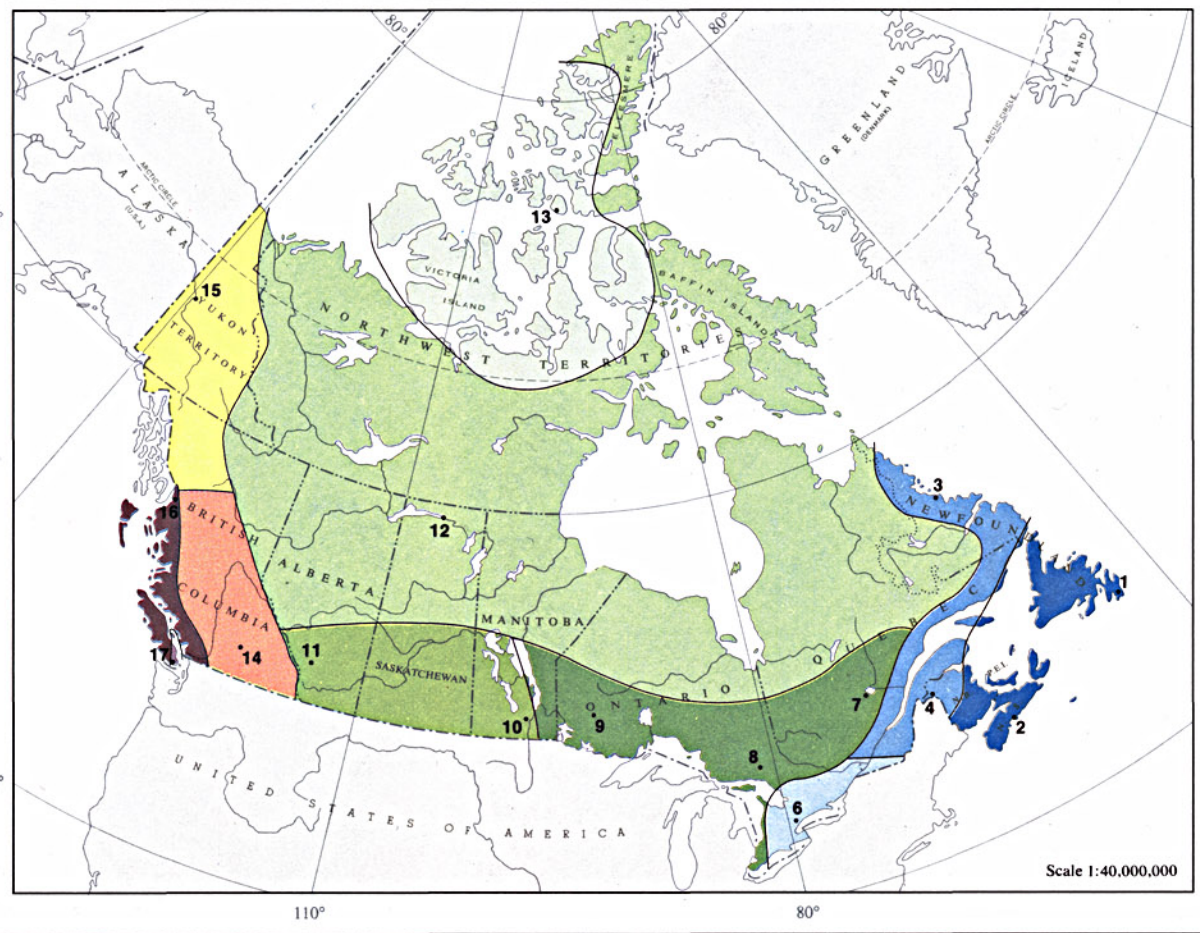 80°
80°
ELLESMERE I.
ICELAND
GREENLAND
(DENMARK)
ARCTIC CIRCLE
ARCTIC CIRCLE
ALASKA
(U.S.A.)
13
VICTORIA
ISLAND
BAFFIN ISLAND
15
YUKON
TERRITORY
NORTHWEST TERRITORIES
3
NEWFOUNDLAND
16
BRITISH
COLUMBIA
12
ALBERTA
1
MANITOBA
QUEBEC
17
14
11
SASKATCHEWAN
P.E.I.
ONTARIO
7
4
10
9
2
8
UNITED STATES OF AMERICA
6
Scale 1:40,000,000
110°
80°